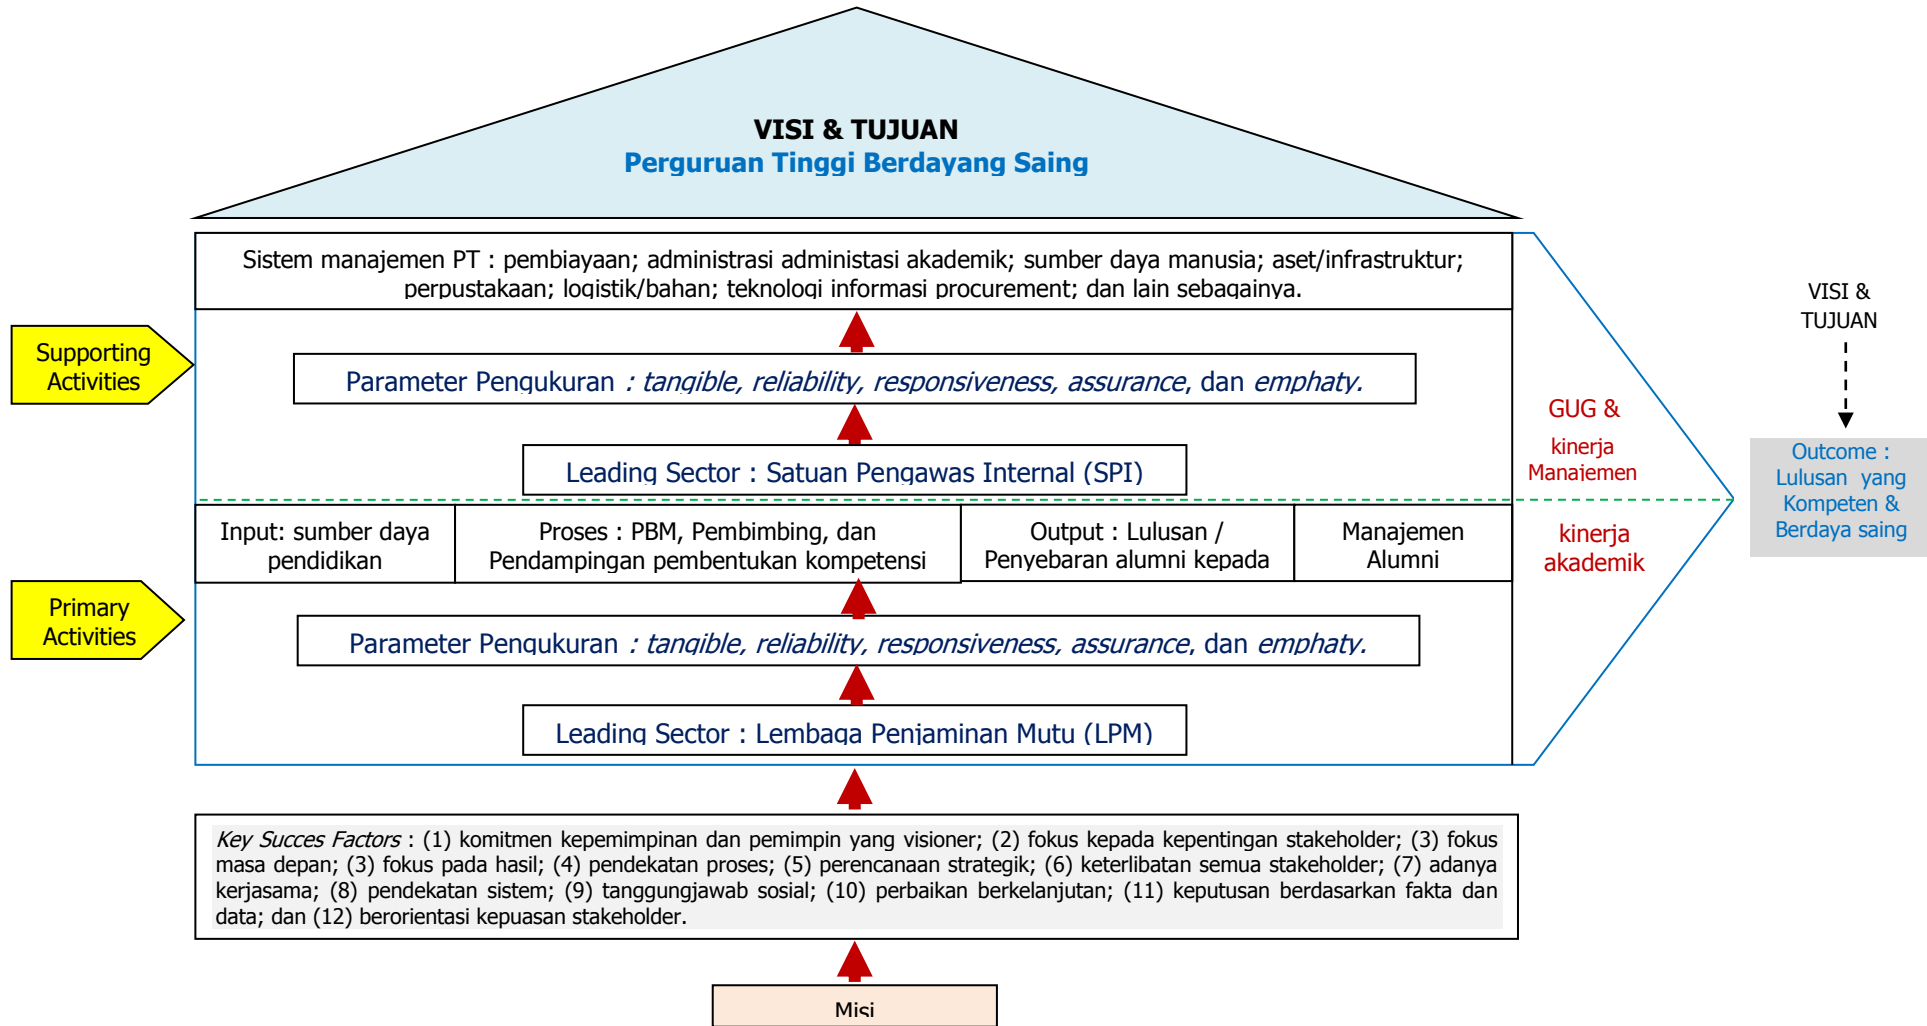 VISI & TUJUAN
Perguruan Tinggi Berdayang Saing
Sistem manajemen PT : pembiayaan; administrasi administasi akademik; sumber daya manusia; aset/infrastruktur;
perpustakaan; logistik/bahan; teknologi informasi procurement; dan lain sebagainya.
Supporting
Activities
Parameter Pengukuran : tangible, reliability, responsiveness, assurance, dan emphaty.
Leading Sector : Satuan Pengawas Internal (SPI)
GUG &
kinerja
Manajemen
VISI &
TUJUAN
Outcome :
Lulusan yang
Kompeten &
Berdaya saing
Input: sumber daya
pendidikan
Proses : PBM, Pembimbing, dan
Pendampingan pembentukan kompetensi
Output : Lulusan /
Penyebaran alumni kepada
Manajemen
Alumni
kinerja
akademik
Primary
Activities
Parameter Pengukuran : tangible, reliability, responsiveness, assurance, dan emphaty.
Leading Sector : Lembaga Penjaminan Mutu (LPM)
Key Succes Factors : (1) komitmen kepemimpinan dan pemimpin yang visioner; (2) fokus kepada kepentingan stakeholder; (3) fokus
masa depan; (3) fokus pada hasil; (4) pendekatan proses; (5) perencanaan strategik; (6) keterlibatan semua stakeholder; (7) adanya
kerjasama; (8) pendekatan sistem; (9) tanggungjawab sosial; (10) perbaikan berkelanjutan; (11) keputusan berdasarkan fakta dan
data; dan (12) berorientasi kepuasan stakeholder.
Misi